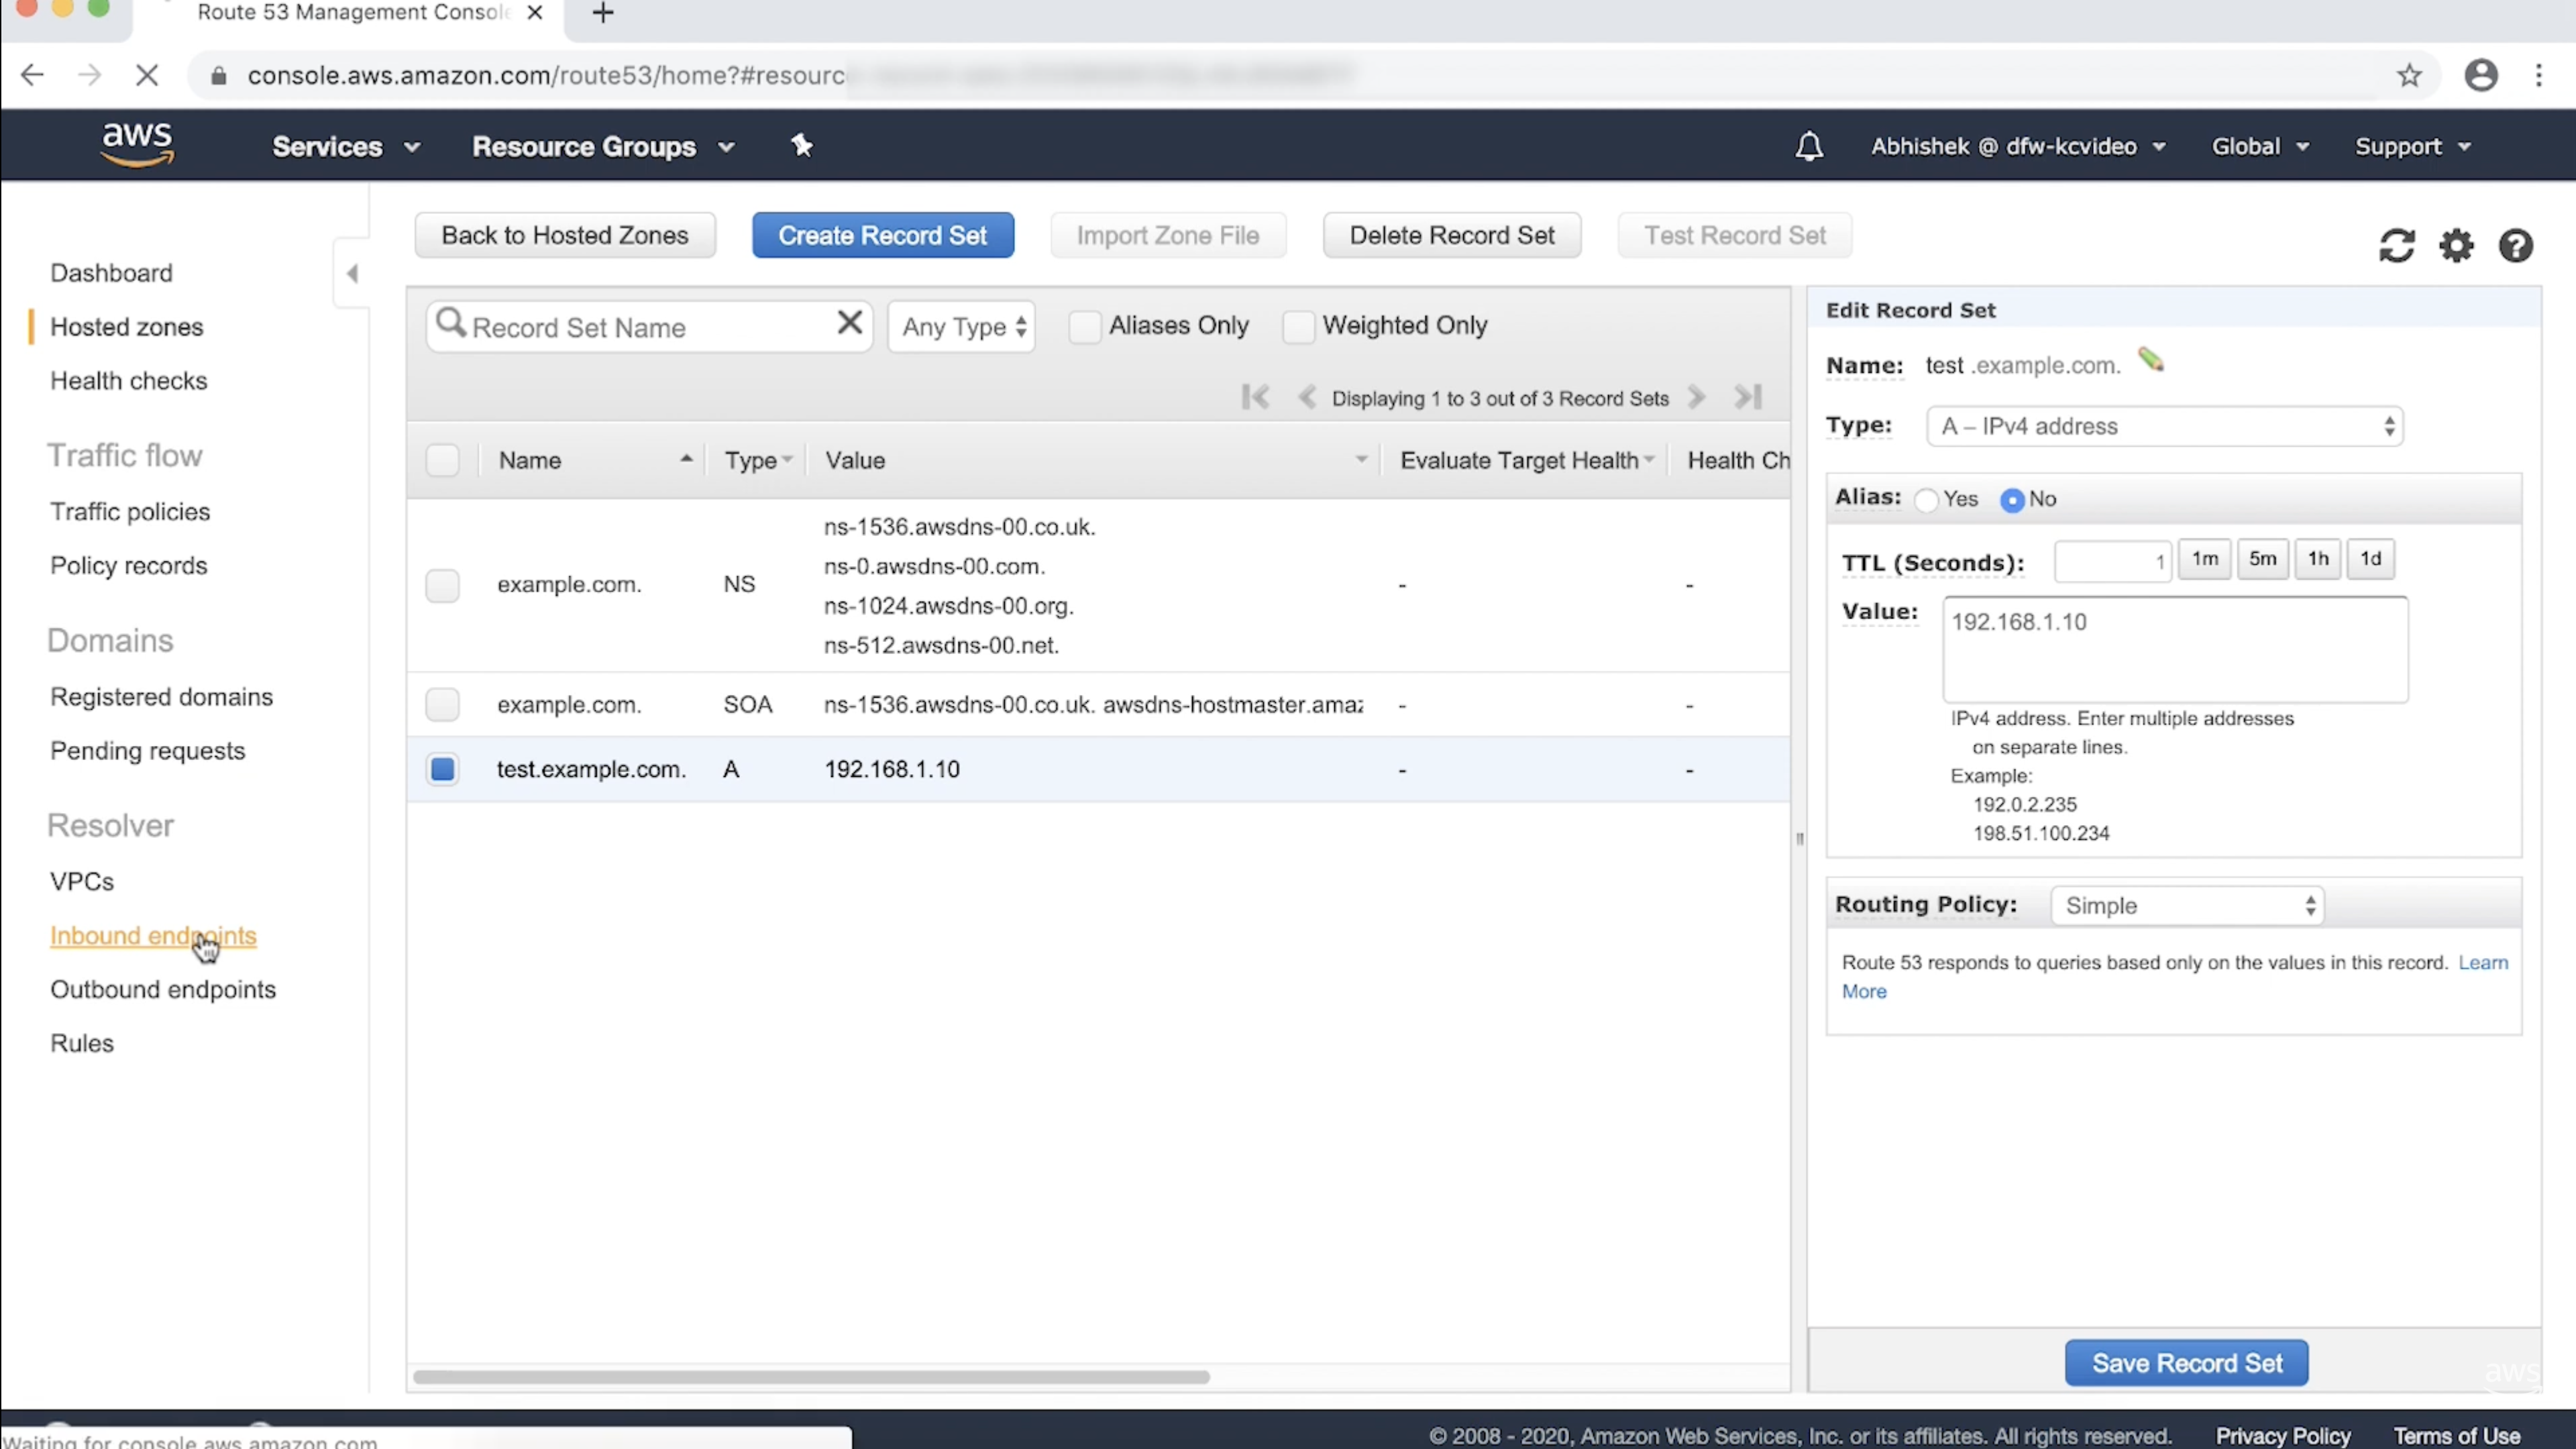 Route 53 Management Console
console.aws.amazon.com/route53/home?#resourc
aws
Services
Resource Groups
Abhishek @ dfw-kcvideo
Global
Support
Dashboard
Hosted zones
Health checks
Traffic flow
Traffic policies
Policy records
Domains
Registered domains
Pending requests
Resolver
VPCs
Inbound endpoints
Outbound endpoints
Rules
Back to Hosted Zones
Create Record Set
Import Zone File
Delete Record Set
Test Record Set
Record Set Name
Any Type
Aliases Only
Weighted Only
Displaying 1 to 3 out of 3 Record Sets
Name Type Value Evaluate Target Health Health Ch
example.com. NS
ns-1536.awsdns-00.co.uk.
ns-0.awsdns-00.com.
ns-1024.awsdns-00.org.
ns-512.awsdns-00.net.
- -
example.com. SOA ns-1536.awsdns-00.co.uk. awsdns-hostmaster.amaz - -
test.example.com. A 192.168.1.10 - -
Edit Record Set
Name: test .example.com.
Type: A – IPv4 address
Alias: Yes No
TTL (Seconds): 1 1m 5m 1h 1d
Value: 192.168.1.10
IPv4 address. Enter multiple addresses
on separate lines.
Example:
192.0.2.235
198.51.100.234
Routing Policy: Simple
Route 53 responds to queries based only on the values in this record. Learn
More
Save Record Set
aws
Waiting for console.aws.amazon.com
© 2008 - 2020, Amazon Web Services, Inc. or its affiliates. All rights reserved.
Privacy Policy
Terms of Use